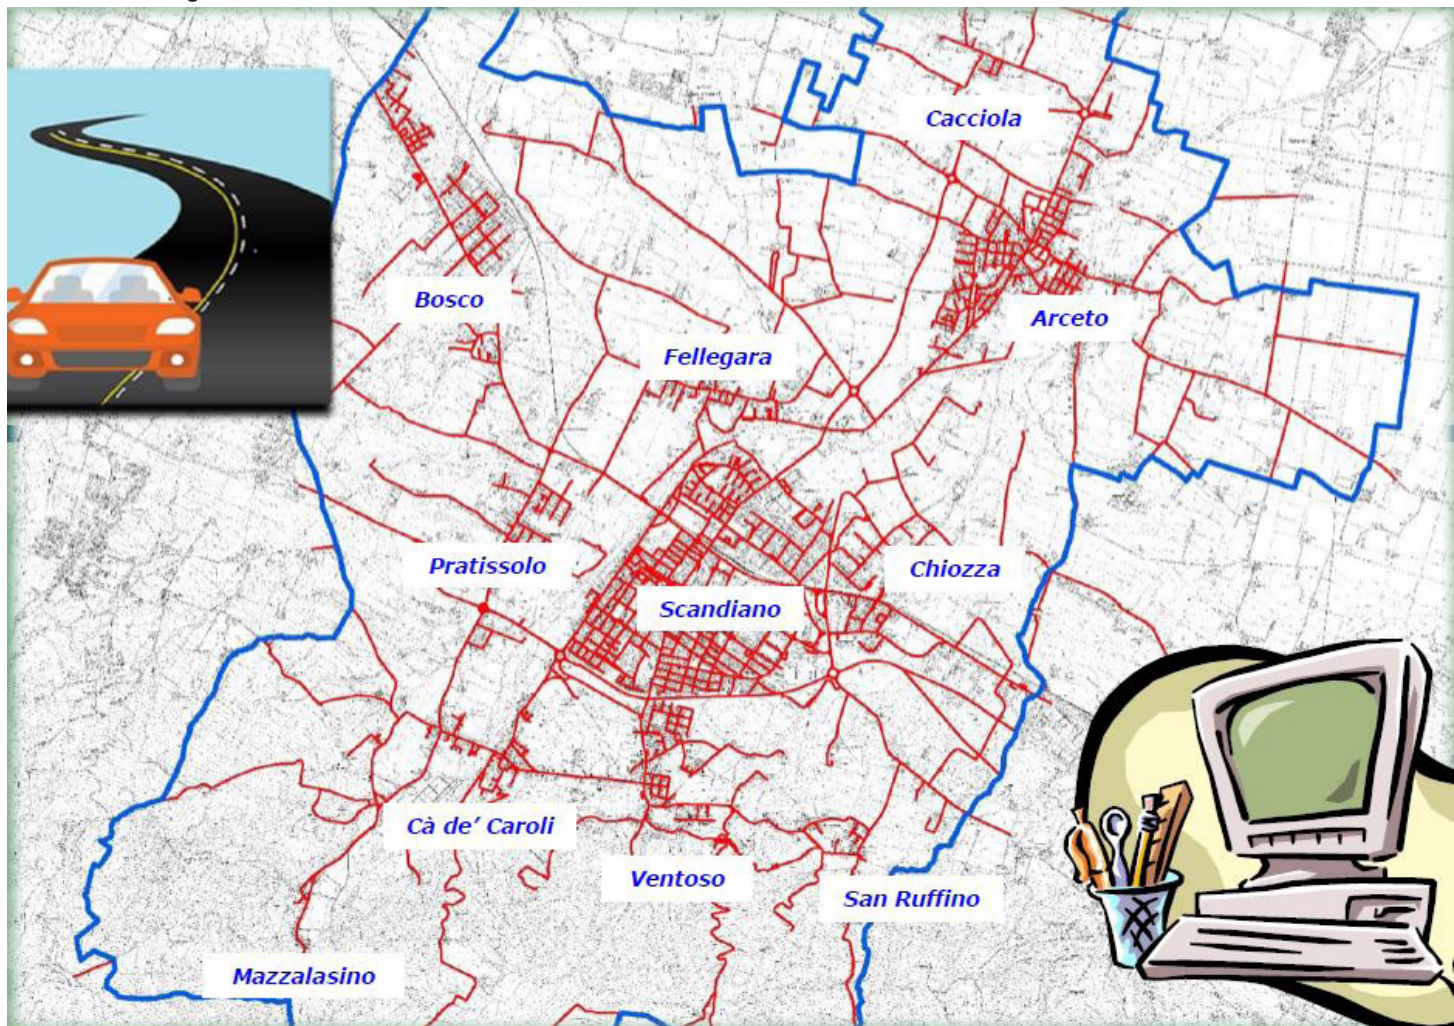 Cacciola
Bosco
Arceto
Fellegara
Pratissolo
Chiozza
Scandiano
Cà de’ Caroli
Ventoso
San Ruffino
Mazzalasino